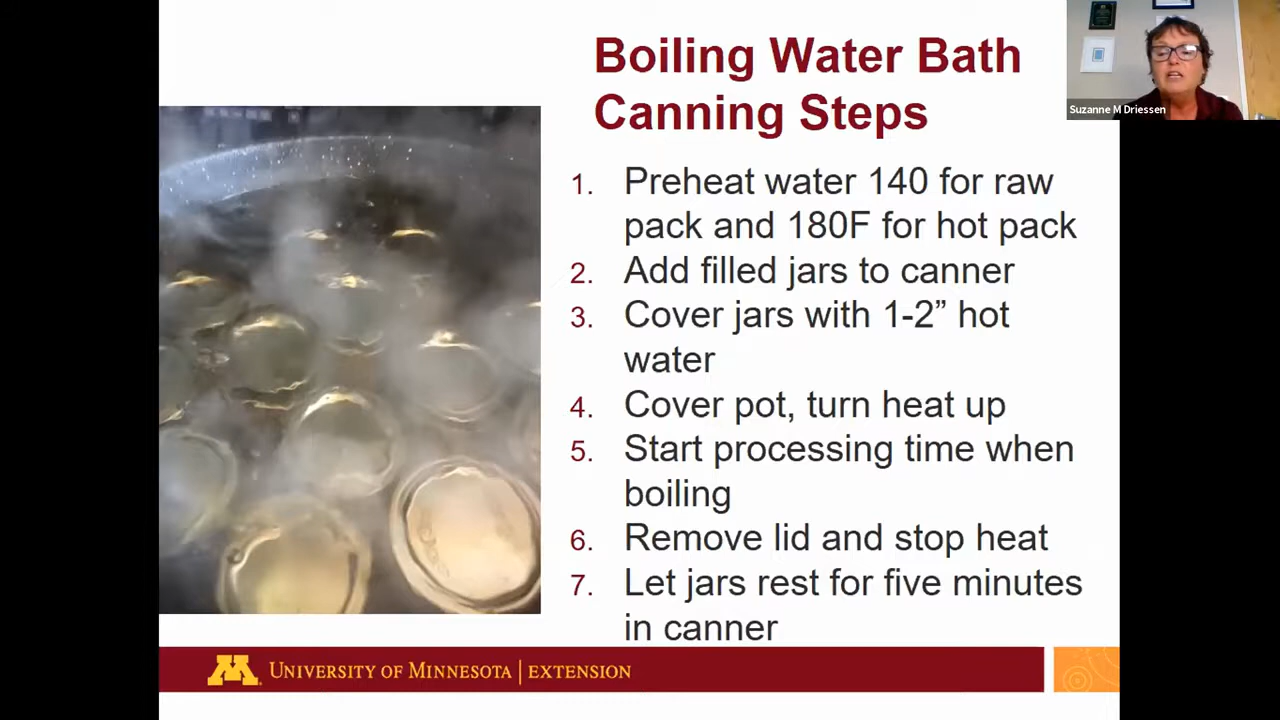 Boiling Water Bath
Canning Steps
Suzanne M Driessen
1. Preheat water 140 for raw
pack and 180F for hot pack
2. Add filled jars to canner
3. Cover jars with 1-2” hot
water
4. Cover pot, turn heat up
5. Start processing time when
boiling
6. Remove lid and stop heat
7. Let jars rest for five minutes
in canner
M UNIVERSITY OF MINNESOTA | EXTENSION